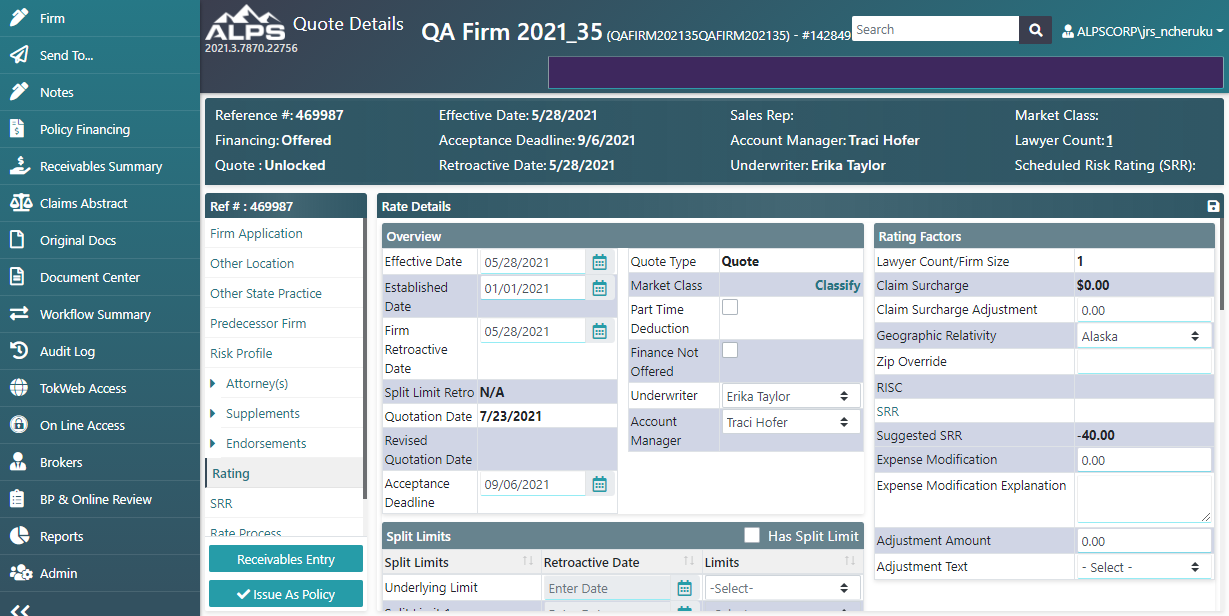 Firm
Send To...
Notes
Policy Financing
Receivables Summary
Claims Abstract
Original Docs
Document Center
Workflow Summary
Audit Log
TokWeb Access
On Line Access
Brokers
BP & Online Review
Reports
Admin
ALPS
2021.3.7870.22756
Quote Details
QA Firm 2021_35 (QAFIRM202135QAFIRM202135) - #142849
Search
ALPSCORP\jrs_ncheruku
Reference #: 469987
Financing: Offered
Quote : Unlocked
Effective Date: 5/28/2021
Acceptance Deadline: 9/6/2021
Retroactive Date: 5/28/2021
Sales Rep:
Account Manager: Traci Hofer
Underwriter: Erika Taylor
Market Class:
Lawyer Count: 1
Scheduled Risk Rating (SRR):
Ref # : 469987
Firm Application
Other Location
Other State Practice
Predecessor Firm
Risk Profile
Attorney(s)
Supplements
Endorsements
Rating
SRR
Rate Process
Receivables Entry
Issue As Policy
Rate Details
Overview
Effective Date 05/28/2021
Established
Date
01/01/2021
Firm
Retroactive
Date
05/28/2021
Split Limit Retro N/A
Quotation Date 7/23/2021
Revised
Quotation Date
Acceptance
Deadline
09/06/2021
Quote Type Quote
Market Class Classify
Part Time
Deduction
Finance Not
Offered
Underwriter Erika Taylor
Account
Manager
Traci Hofer
Split Limits Has Split Limit
Split Limits Retroactive Date Limits
Underlying Limit Enter Date -Select-
Split Limit 1 Enter Date
Rating Factors
Lawyer Count/Firm Size 1
Claim Surcharge $0.00
Claim Surcharge Adjustment 0.00
Geographic Relativity Alaska
Zip Override
RISC
SRR
Suggested SRR -40.00
Expense Modification 0.00
Expense Modification Explanation
Adjustment Amount 0.00
Adjustment Text - Select -